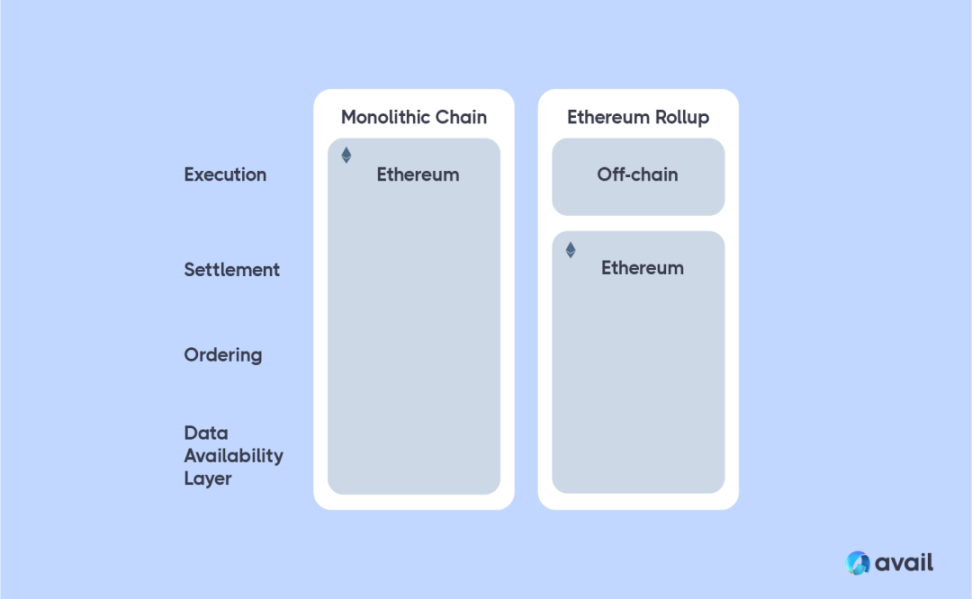 Monolithic Chain
Ethereum Rollup
Execution
Ethereum
Off-chain
Settlement
Ethereum
Ordering
Data
Availability
Layer
avail